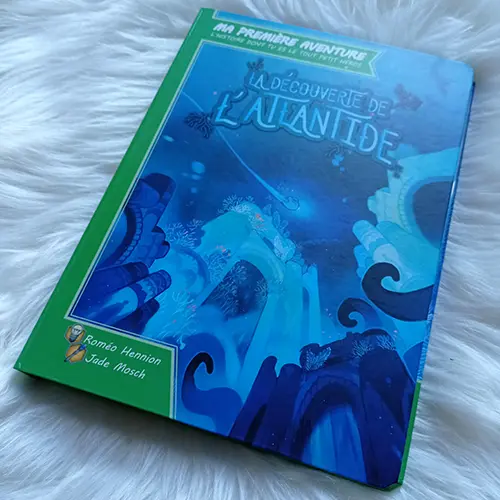 MA PREMIÈRE AVENTURE
L'HISTOIRE DONT TU ES LE TOUT PETIT HÉROS
LA DÉCOUVERTE DE
L'ATLANTIDE
Roméo Hennion
Jade Mosch